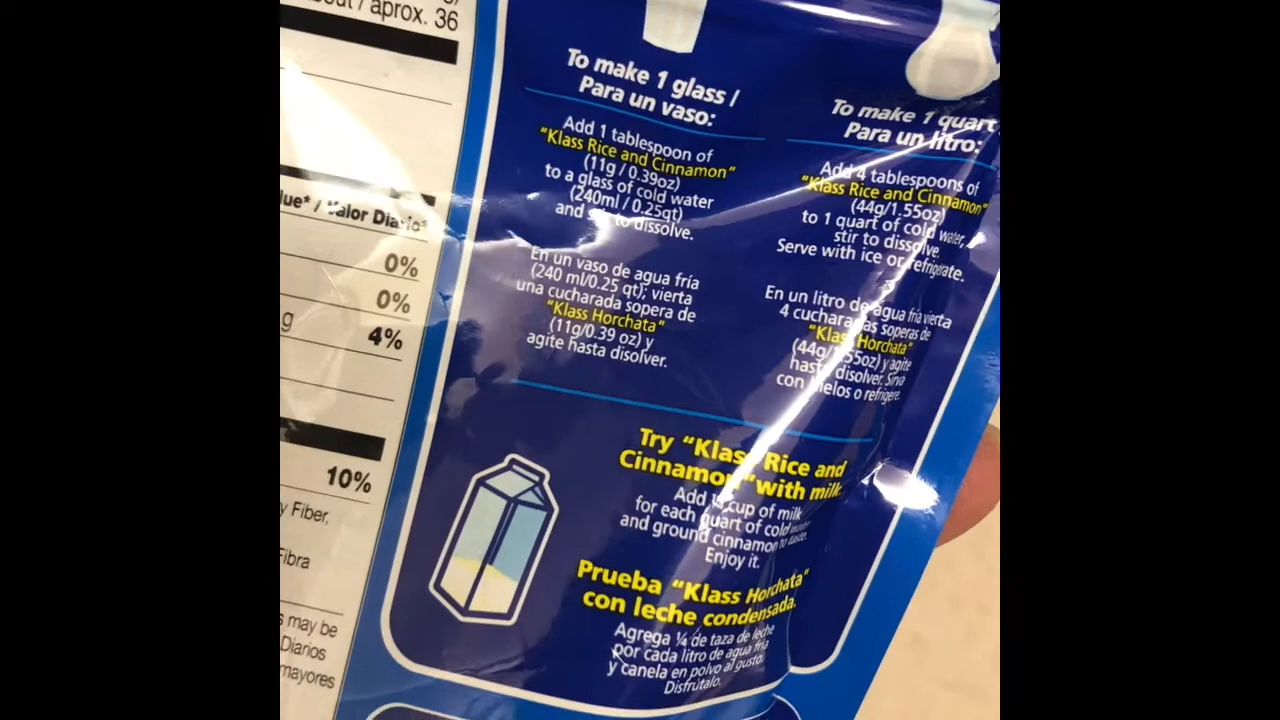 / aprox. 36
/ Valor Diario*
0%
0%
g
4%
10%
Fiber,
Fibra
may be
Diarios
mayores
To make 1 glass /
Para un vaso:
Add 1 tablespoon of
"Klass Rice and Cinnamon"
(11g / 0.39oz)
to a glass of cold water
(240ml / 0.25qt)
and to dissolve.
En un vaso de agua fría
(240 ml/0.25 qt); vierta
una cucharada sopera de
"Klass Horchata"
(11g/0.39 oz) y
agite hasta disolver.
To make 1 quart
Para un litro:
Add 4 tablespoons of
"Klass Rice and Cinnamon"
(44g/1.55oz)
to 1 quart of cold water,
stir to dissolve.
Serve with ice or refrigerate.
En un litro de agua fría vierta
4 cucharadas soperas de
"Klass Horchata"
(44g/1.55oz) y agite
hasta disolver. Sirva
con hielos o refrigere.
Try "Klass Rice and
Cinnamon" with milk.
Add cup of milk
for each quart of cold water
and ground cinnamon to taste.
Enjoy it.
Prueba "Klass Horchata"
con leche condensada.
Agrega ¼ de taza de leche
por cada litro de agua fría
y canela en polvo al gusto.
Disfrútalo.